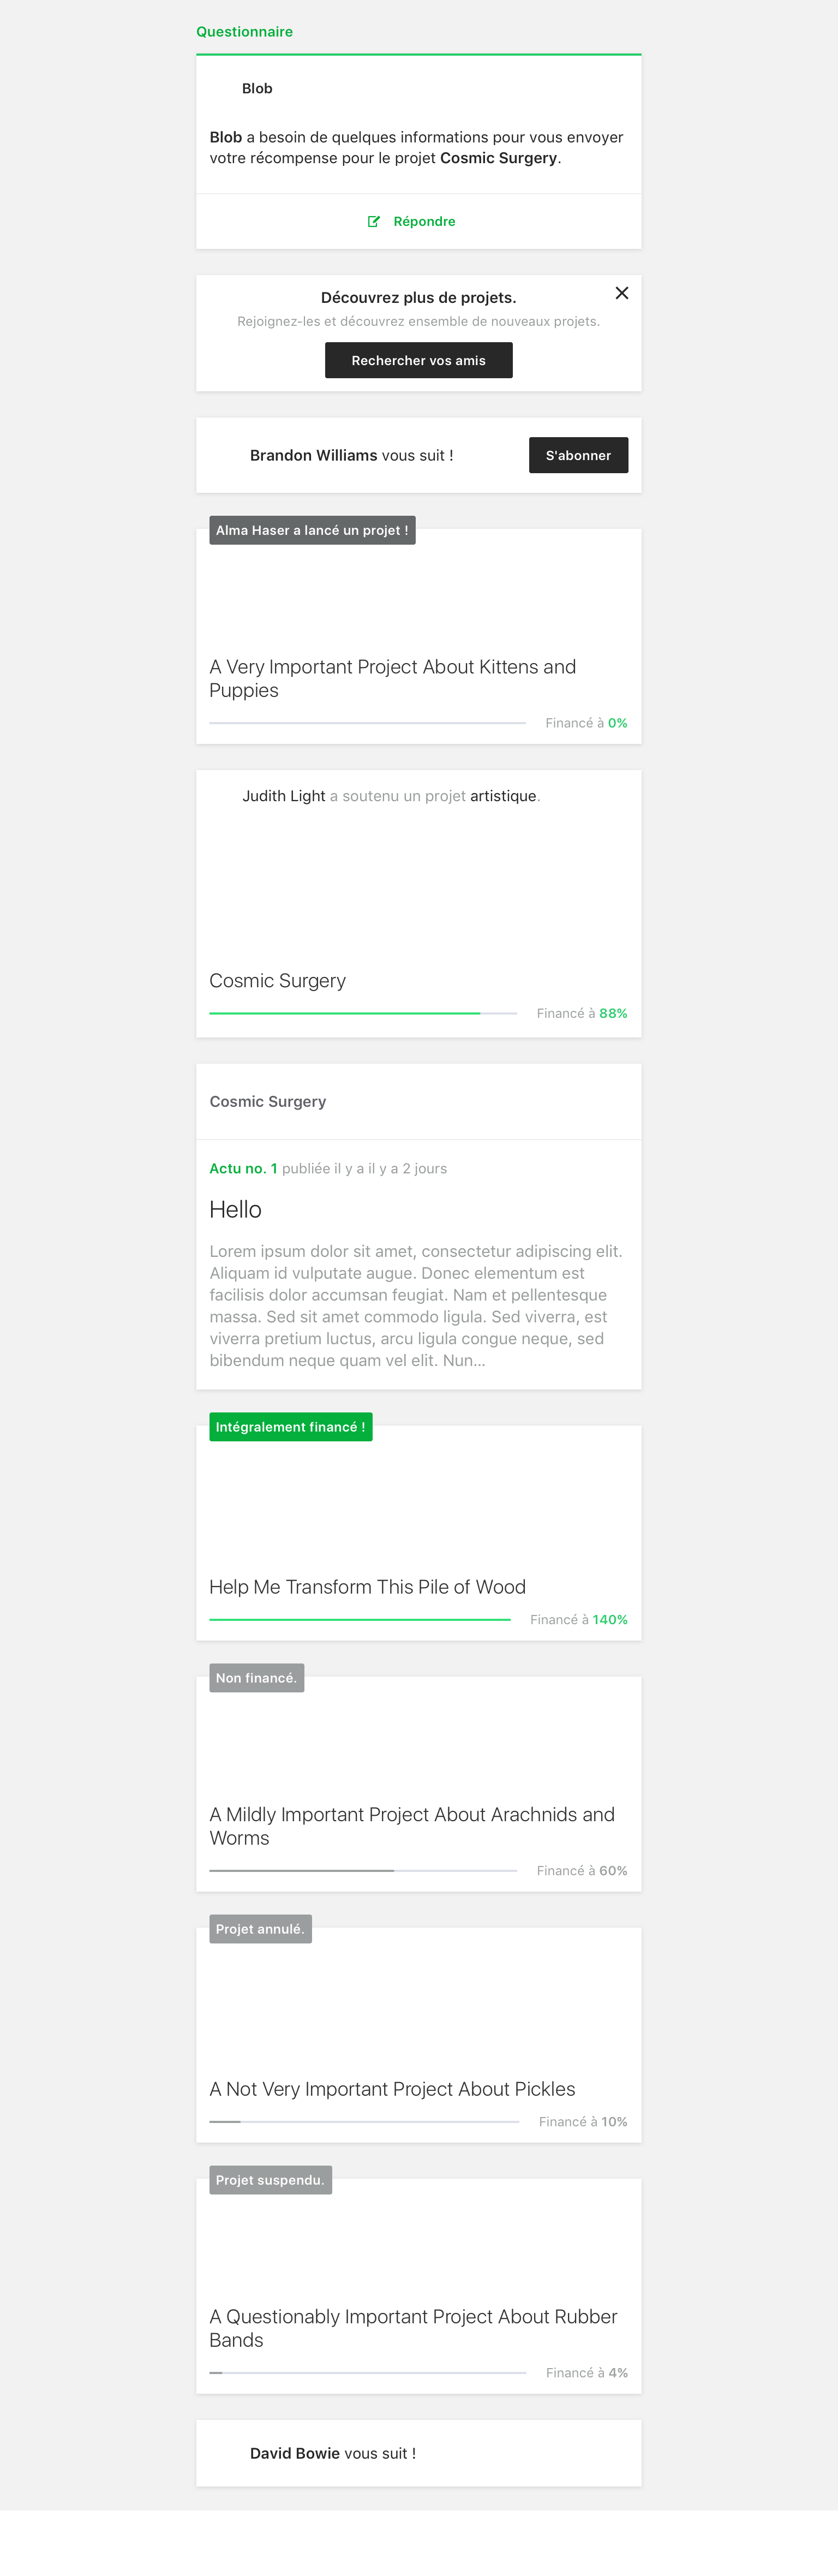 Questionnaire
Blob
Blob a besoin de quelques informations pour vous envoyer
votre récompense pour le projet Cosmic Surgery.
Répondre
Découvrez plus de projets.
Rejoignez-les et découvrez ensemble de nouveaux projets.
Rechercher vos amis
Brandon Williams vous suit !
S'abonner
Alma Haser a lancé un projet !
A Very Important Project About Kittens and
Puppies
Financé à 0%
Judith Light a soutenu un projet artistique.
Cosmic Surgery
Financé à 88%
Cosmic Surgery
Actu no. 1 publiée il y a il y a 2 jours
Hello
Lorem ipsum dolor sit amet, consectetur adipiscing elit.
Aliquam id vulputate augue. Donec elementum est
facilisis dolor accumsan feugiat. Nam et pellentesque
massa. Sed sit amet commodo ligula. Sed viverra, est
viverra pretium luctus, arcu ligula congue neque, sed
bibendum neque quam vel elit. Nun...
Intégralement financé !
Help Me Transform This Pile of Wood
Financé à 140%
Non financé.
A Mildly Important Project About Arachnids and
Worms
Financé à 60%
Projet annulé.
A Not Very Important Project About Pickles
Financé à 10%
Projet suspendu.
A Questionably Important Project About Rubber
Bands
Financé à 4%
David Bowie vous suit !